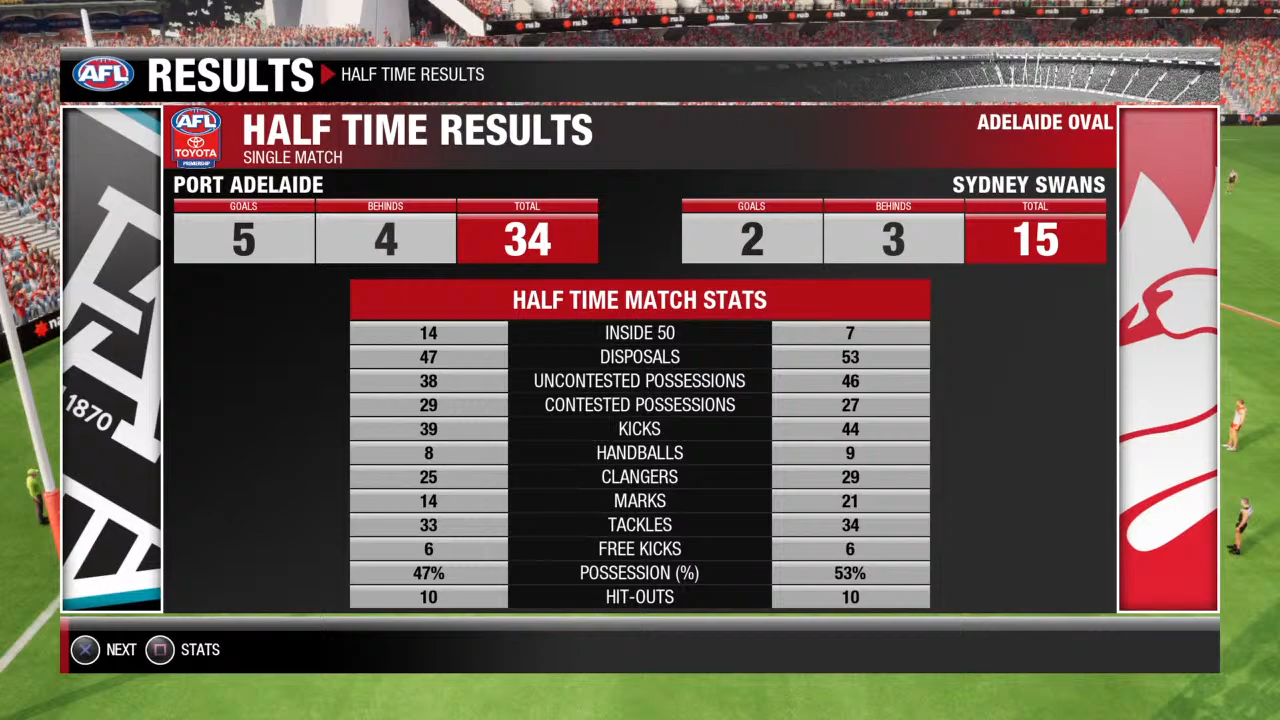 AFL RESULTS HALF TIME RESULTS
AFL
TOYOTA
PREMIERSHIP
HALF TIME RESULTS
SINGLE MATCH
ADELAIDE OVAL
PORT ADELAIDE
SYDNEY SWANS
GOALS BEHINDS TOTAL
5 4 34
GOALS BEHINDS TOTAL
2 3 15
HALF TIME MATCH STATS
14 INSIDE 50 7
47 DISPOSALS 53
38 UNCONTESTED POSSESSIONS 46
29 CONTESTED POSSESSIONS 27
39 KICKS 44
8 HANDBALLS 9
25 CLANGERS 29
14 MARKS 21
33 TACKLES 34
6 FREE KICKS 6
47% POSSESSION (%) 53%
10 HIT-OUTS 10
1870
NEXT STATS